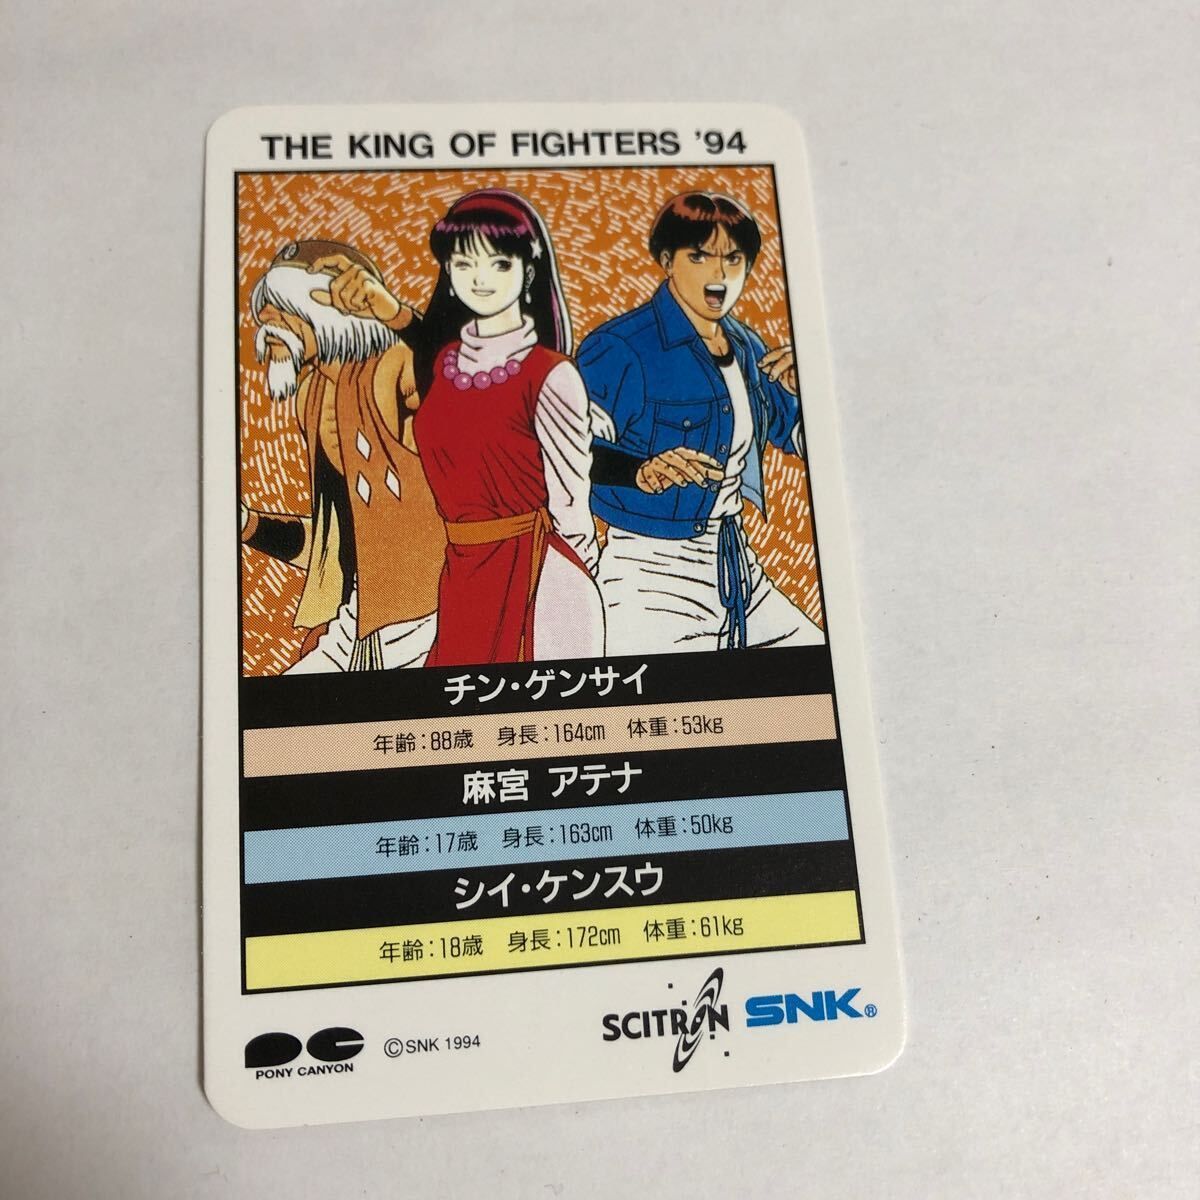 THE KING OF FIGHTERS '94
チン・ゲンサイ
年齢:88歳 身長:164cm 体重:53kg
麻宮 アテナ
年齢:17歳 身長:163cm 体重:50kg
シイ・ケンスウ
年齢:18歳 身長:172cm 体重:61kg
PONY CANYON
©SNK 1994
SCITRON
SNK®